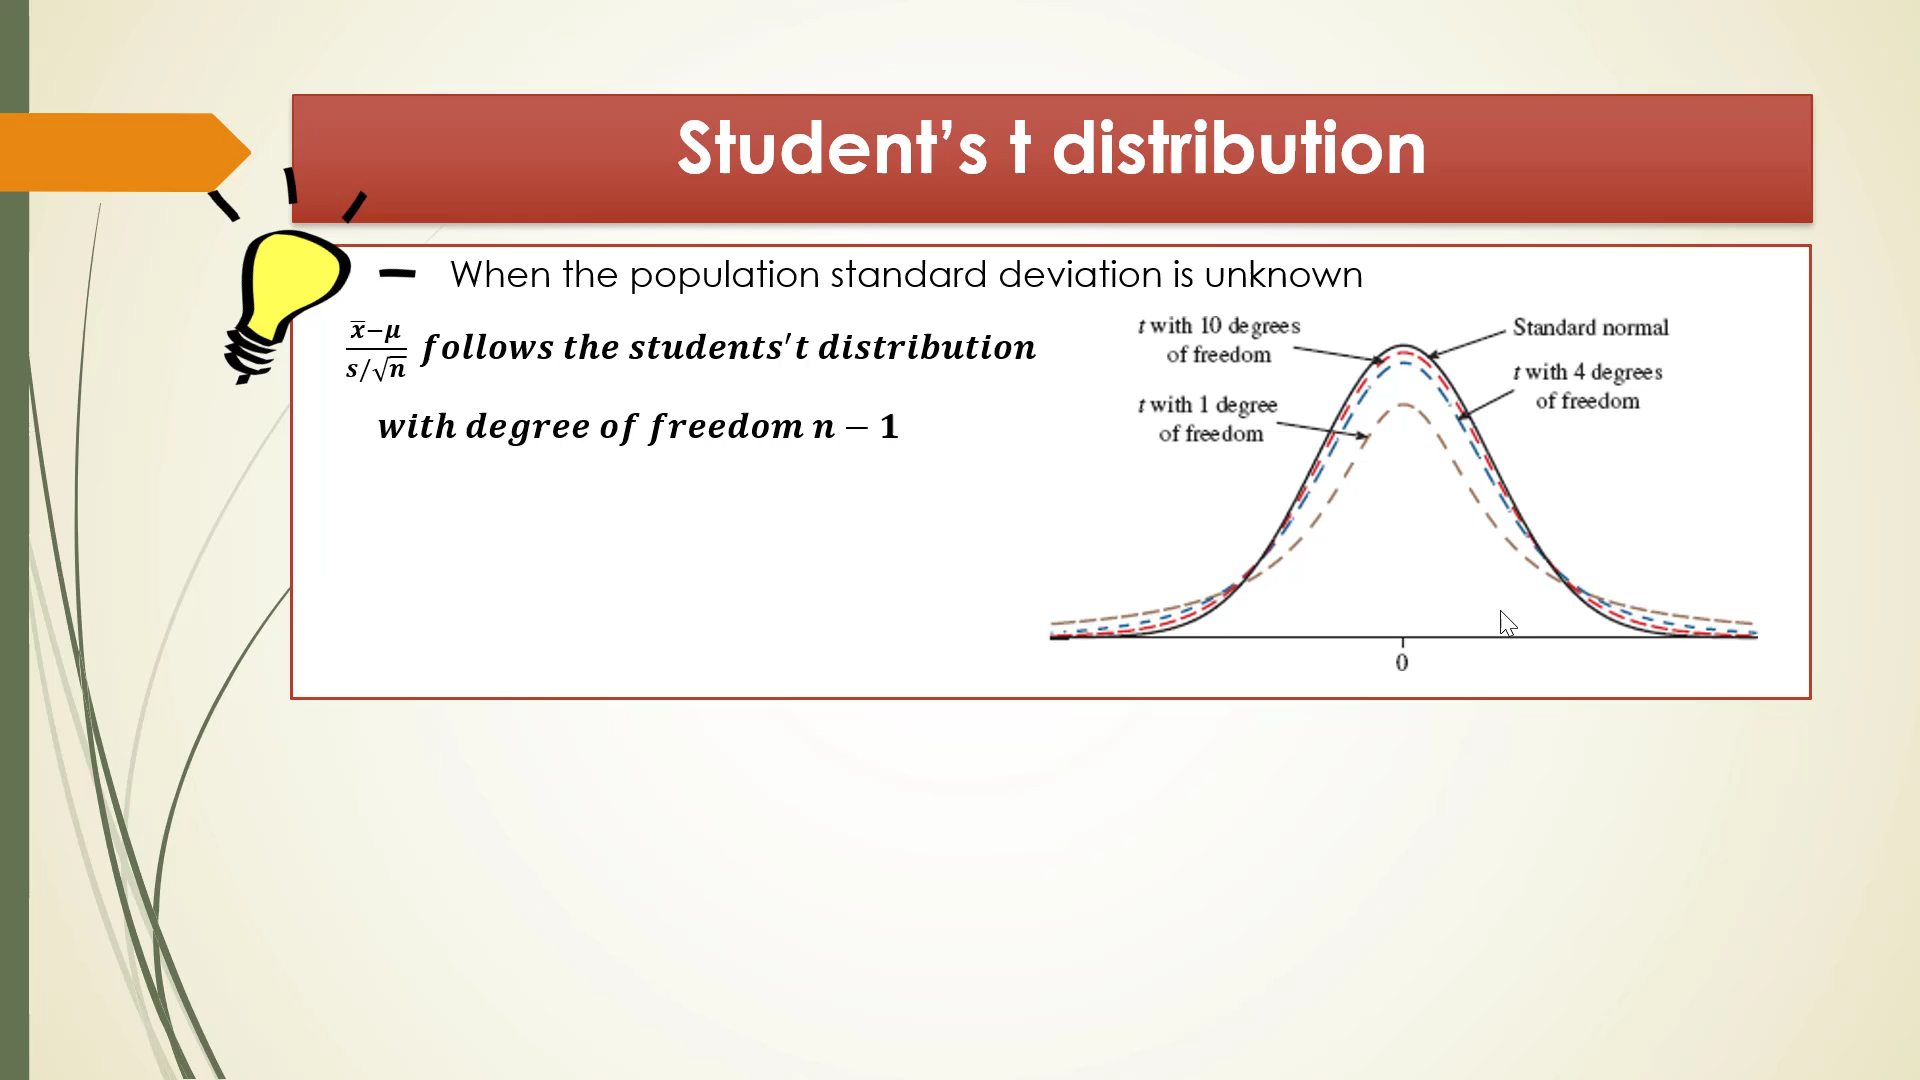 Student’s t distribution
When the population standard deviation is unknown
x̅−μ / s/√n follows the students't distribution
with degree of freedom n − 1
t with 10 degrees
of freedom
Standard normal
t with 4 degrees
of freedom
t with 1 degree
of freedom
0